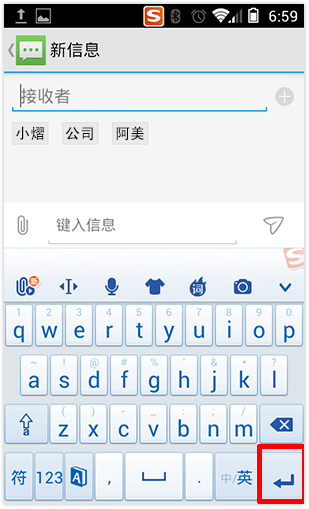 S 6:59
新信息
接收者
小熠 公司 阿美
键入信息
S
新 词
1 2 3 4 5 6 7 8 9 0
q w e r t y u i o p
~ ! @ # % ' & * ?
a s d f g h j k l
( ) - _ : ; /
a z x c v b n m
符 123 A , . 中/英